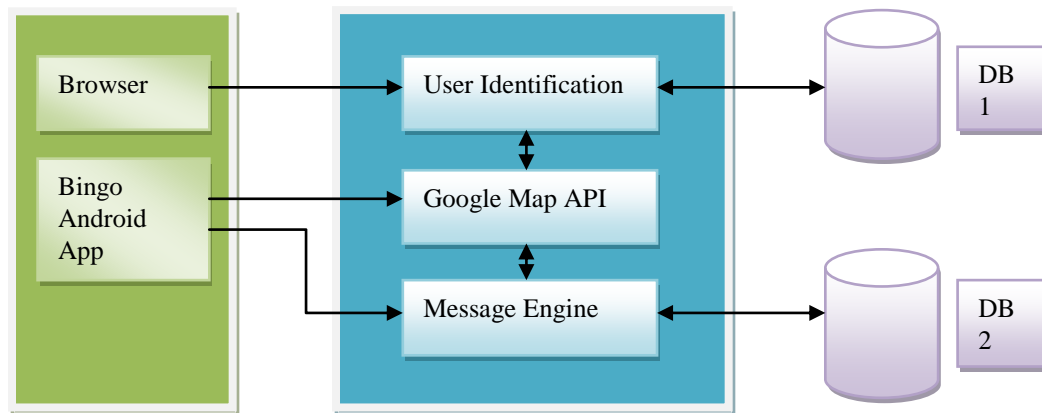 Browser
Bingo
Android
App
User Identification
Google Map API
Message Engine
DB
1
DB
2